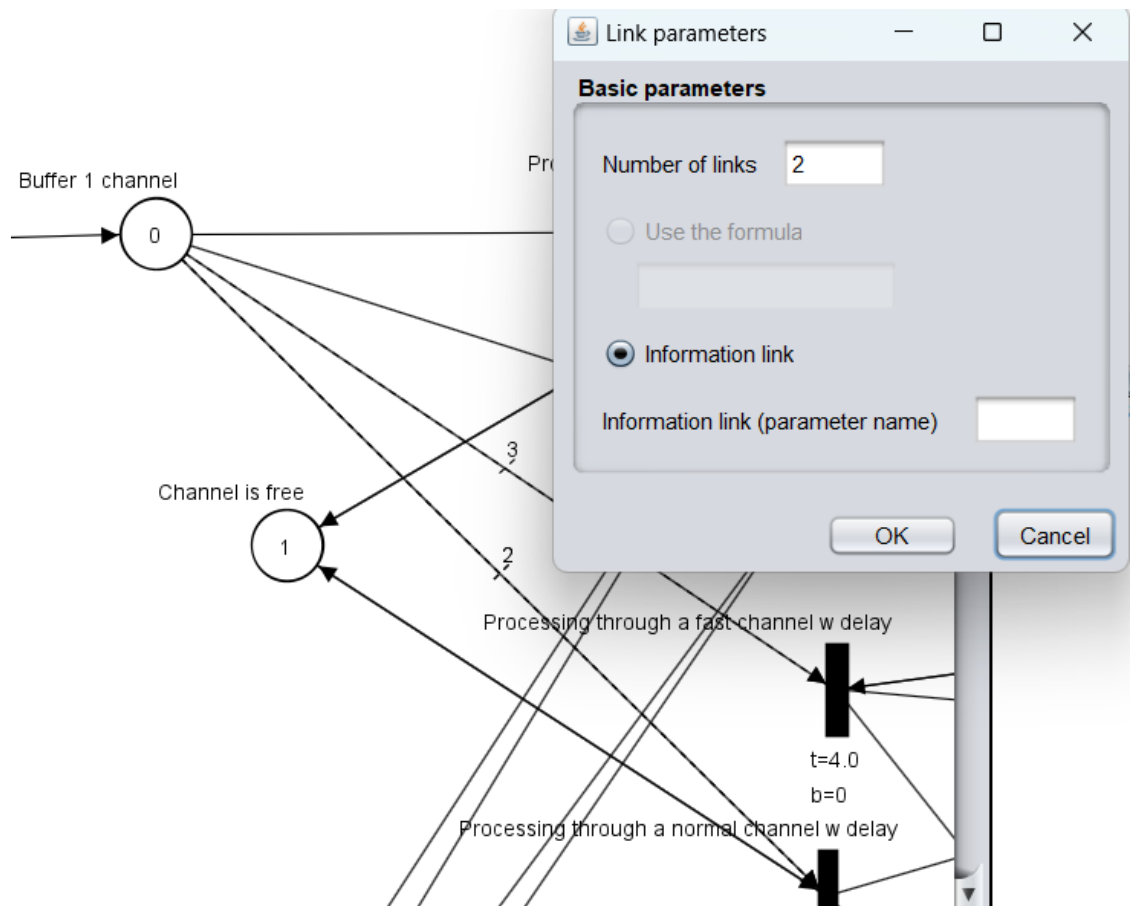 Link parameters
Basic parameters
Number of links 2
Use the formula
Information link
Information link (parameter name)
OK
Cancel
Buffer 1 channel
0
3
Channel is free
1
2
Processing through a fast channel w delay
t=4.0
b=0
Processing through a normal channel w delay